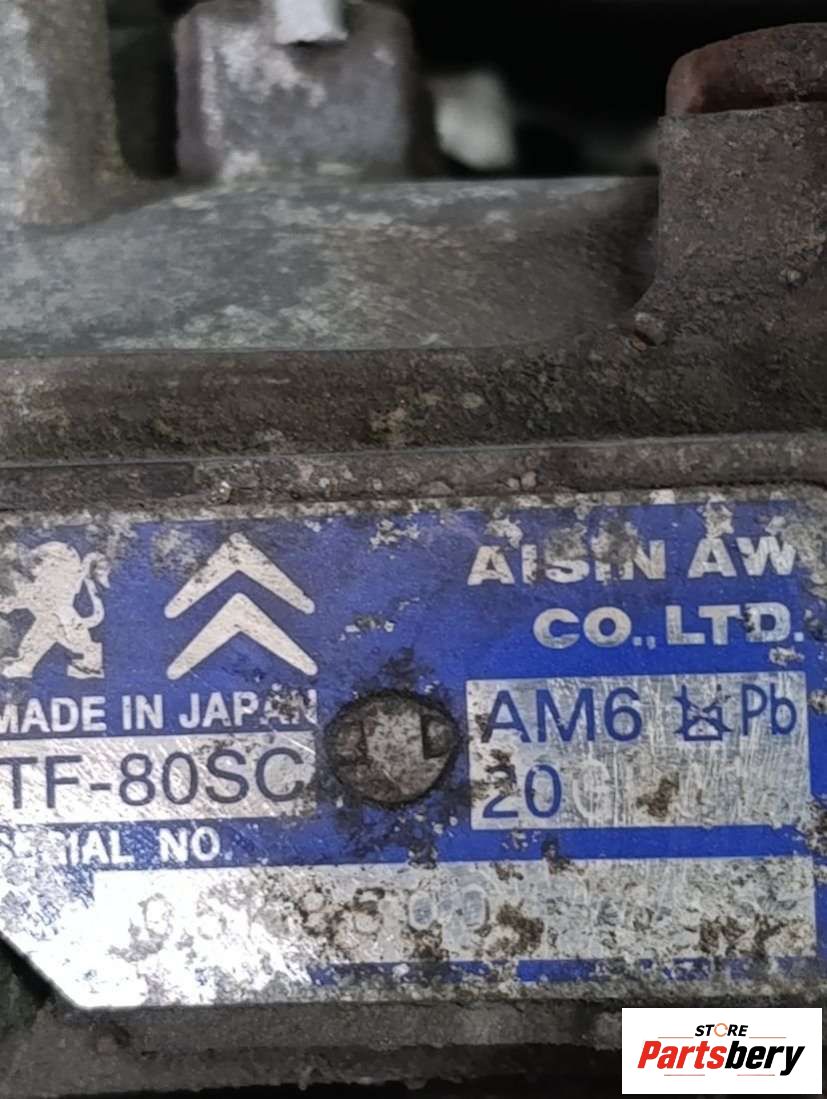 AISIN AW
CO., LTD.
MADE IN JAPAN
AM6 Pb
TF-80SC
20
SERIAL NO.
STORE
Partsbery